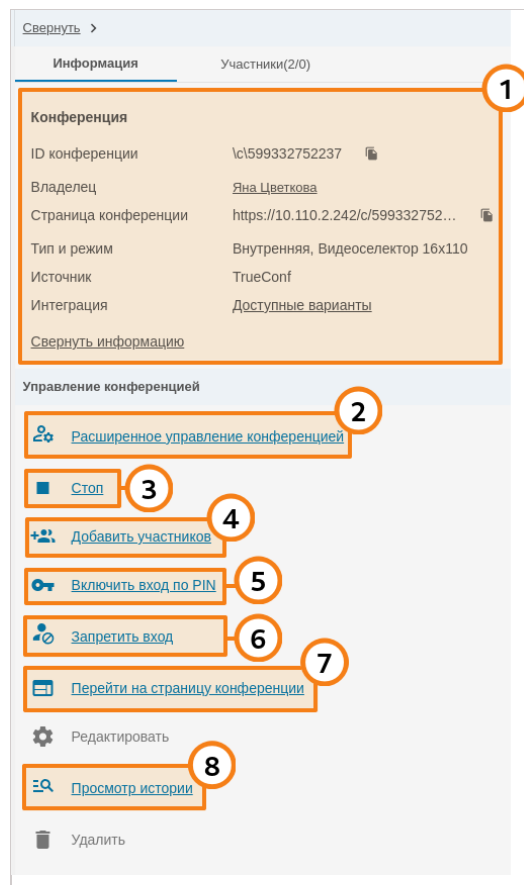 Свернуть >
Информация Участники(2/0)
1
Конференция
ID конференции \c\599332752237
Владелец Яна Цветкова
Страница конференции https://10.110.2.242/c/599332752...
Тип и режим Внутренняя, Видеоселектор 16x110
Источник TrueConf
Интеграция Доступные варианты
Свернуть информацию
Управление конференцией
2
Расширенное управление конференцией
Стоп 3
4
Добавить участников
Включить вход по PIN 5
Запретить вход 6
7
Перейти на страницу конференции
Редактировать
8
Просмотр истории
Удалить